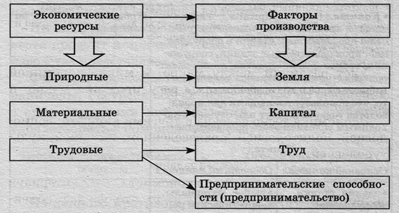 Экономические
ресурсы
Факторы
производства
Природные
Земля
Материальные
Капитал
Трудовые
Труд
Предпринимательские способно-
сти (предпринимательство)